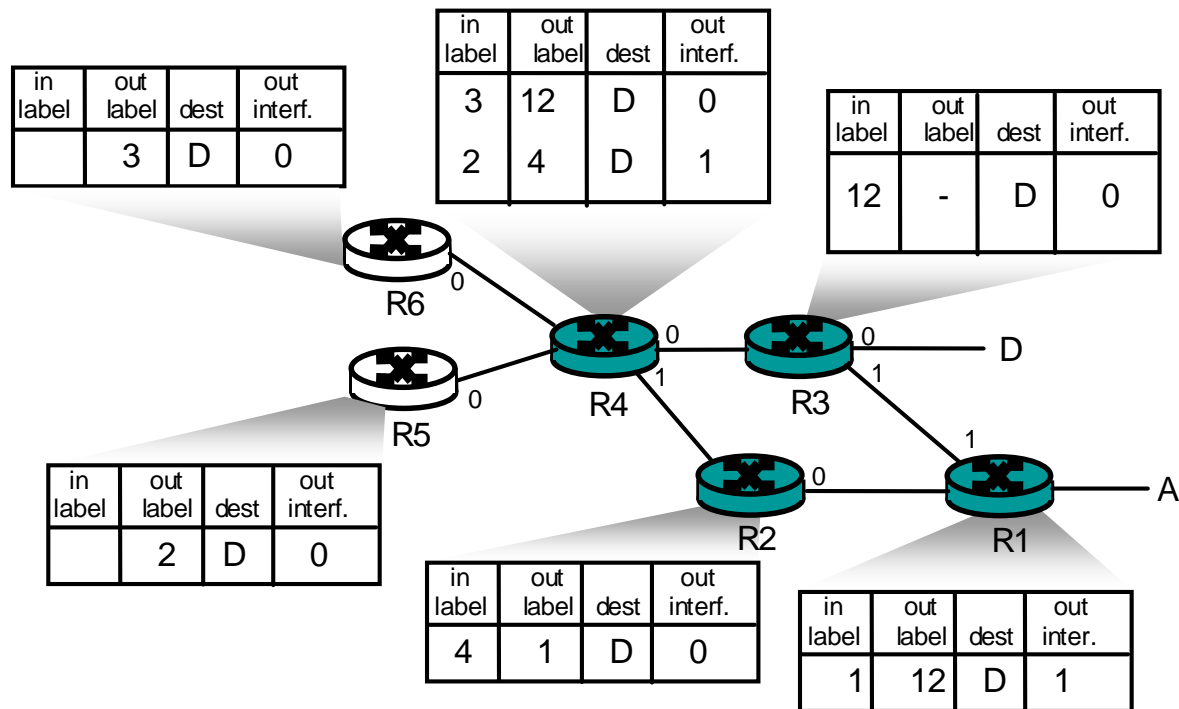 in out out
label label dest interf.
3 12 D 0
2 4 D 1
in out out
label label dest interf.
3 D 0
in out out
label label dest interf.
12 - D 0
R6
0
R5
0
R4
0
1
R3
0
1
D
R2
0
R1
1
A
in out out
label label dest interf.
2 D 0
in out out
label label dest interf.
4 1 D 0
in out out
label label dest inter.
1 12 D 1